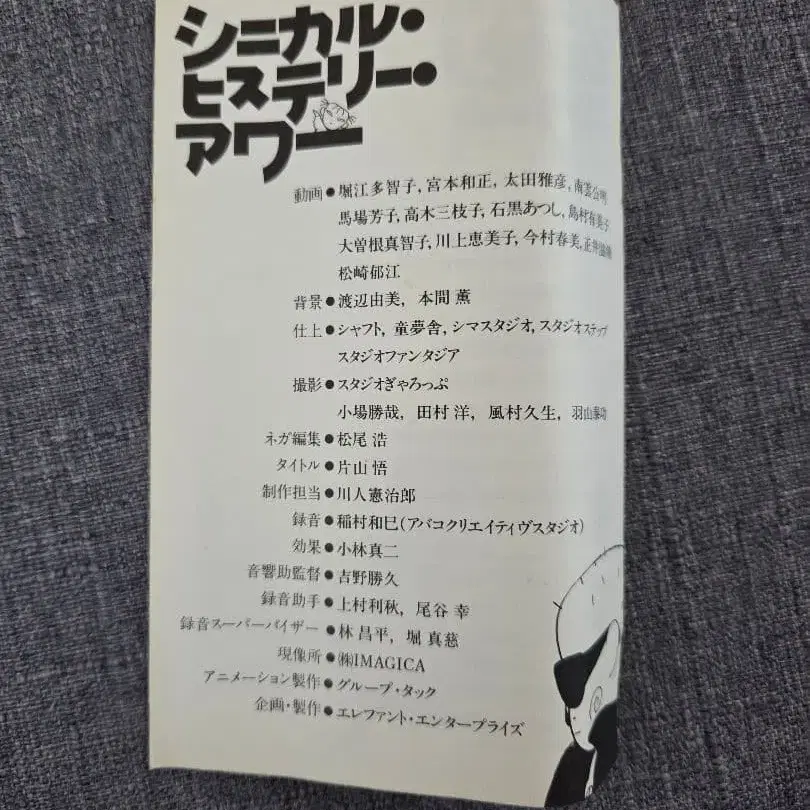 シニカル・
ヒステリー・
アワー
動画●堀江多智子, 宮本和正, 太田雅彦, 南雲公明
馬場芳子, 高木三枝子, 石黒あつし, 島村春美子
大曽根真智子, 川上恵美子, 今村春美,
松崎郁江
背景●渡辺由美, 本間 薫
仕上●シャフト, 童夢舎, シマスタジオ, スタジオステップ
スタジオファンタジア
撮影●スタジオぎゃろっぷ
小場勝哉, 田村 洋, 風村久生, 羽山泰功
ネガ編集●松尾 浩
タイトル●片山 悟
制作担当●川人憲治郎
録音●稲村和巳(アバコクリエイティヴスタジオ)
効果●小林真二
音響助監督●吉野勝久
録音助手●上村利秋, 尾谷 幸
録音スーパーバイザー●林 昌平, 堀 真慈
現像所●㈱IMAGICA
アニメーション製作●グループ・タック
企画・製作●エレファント・エンタープライズ